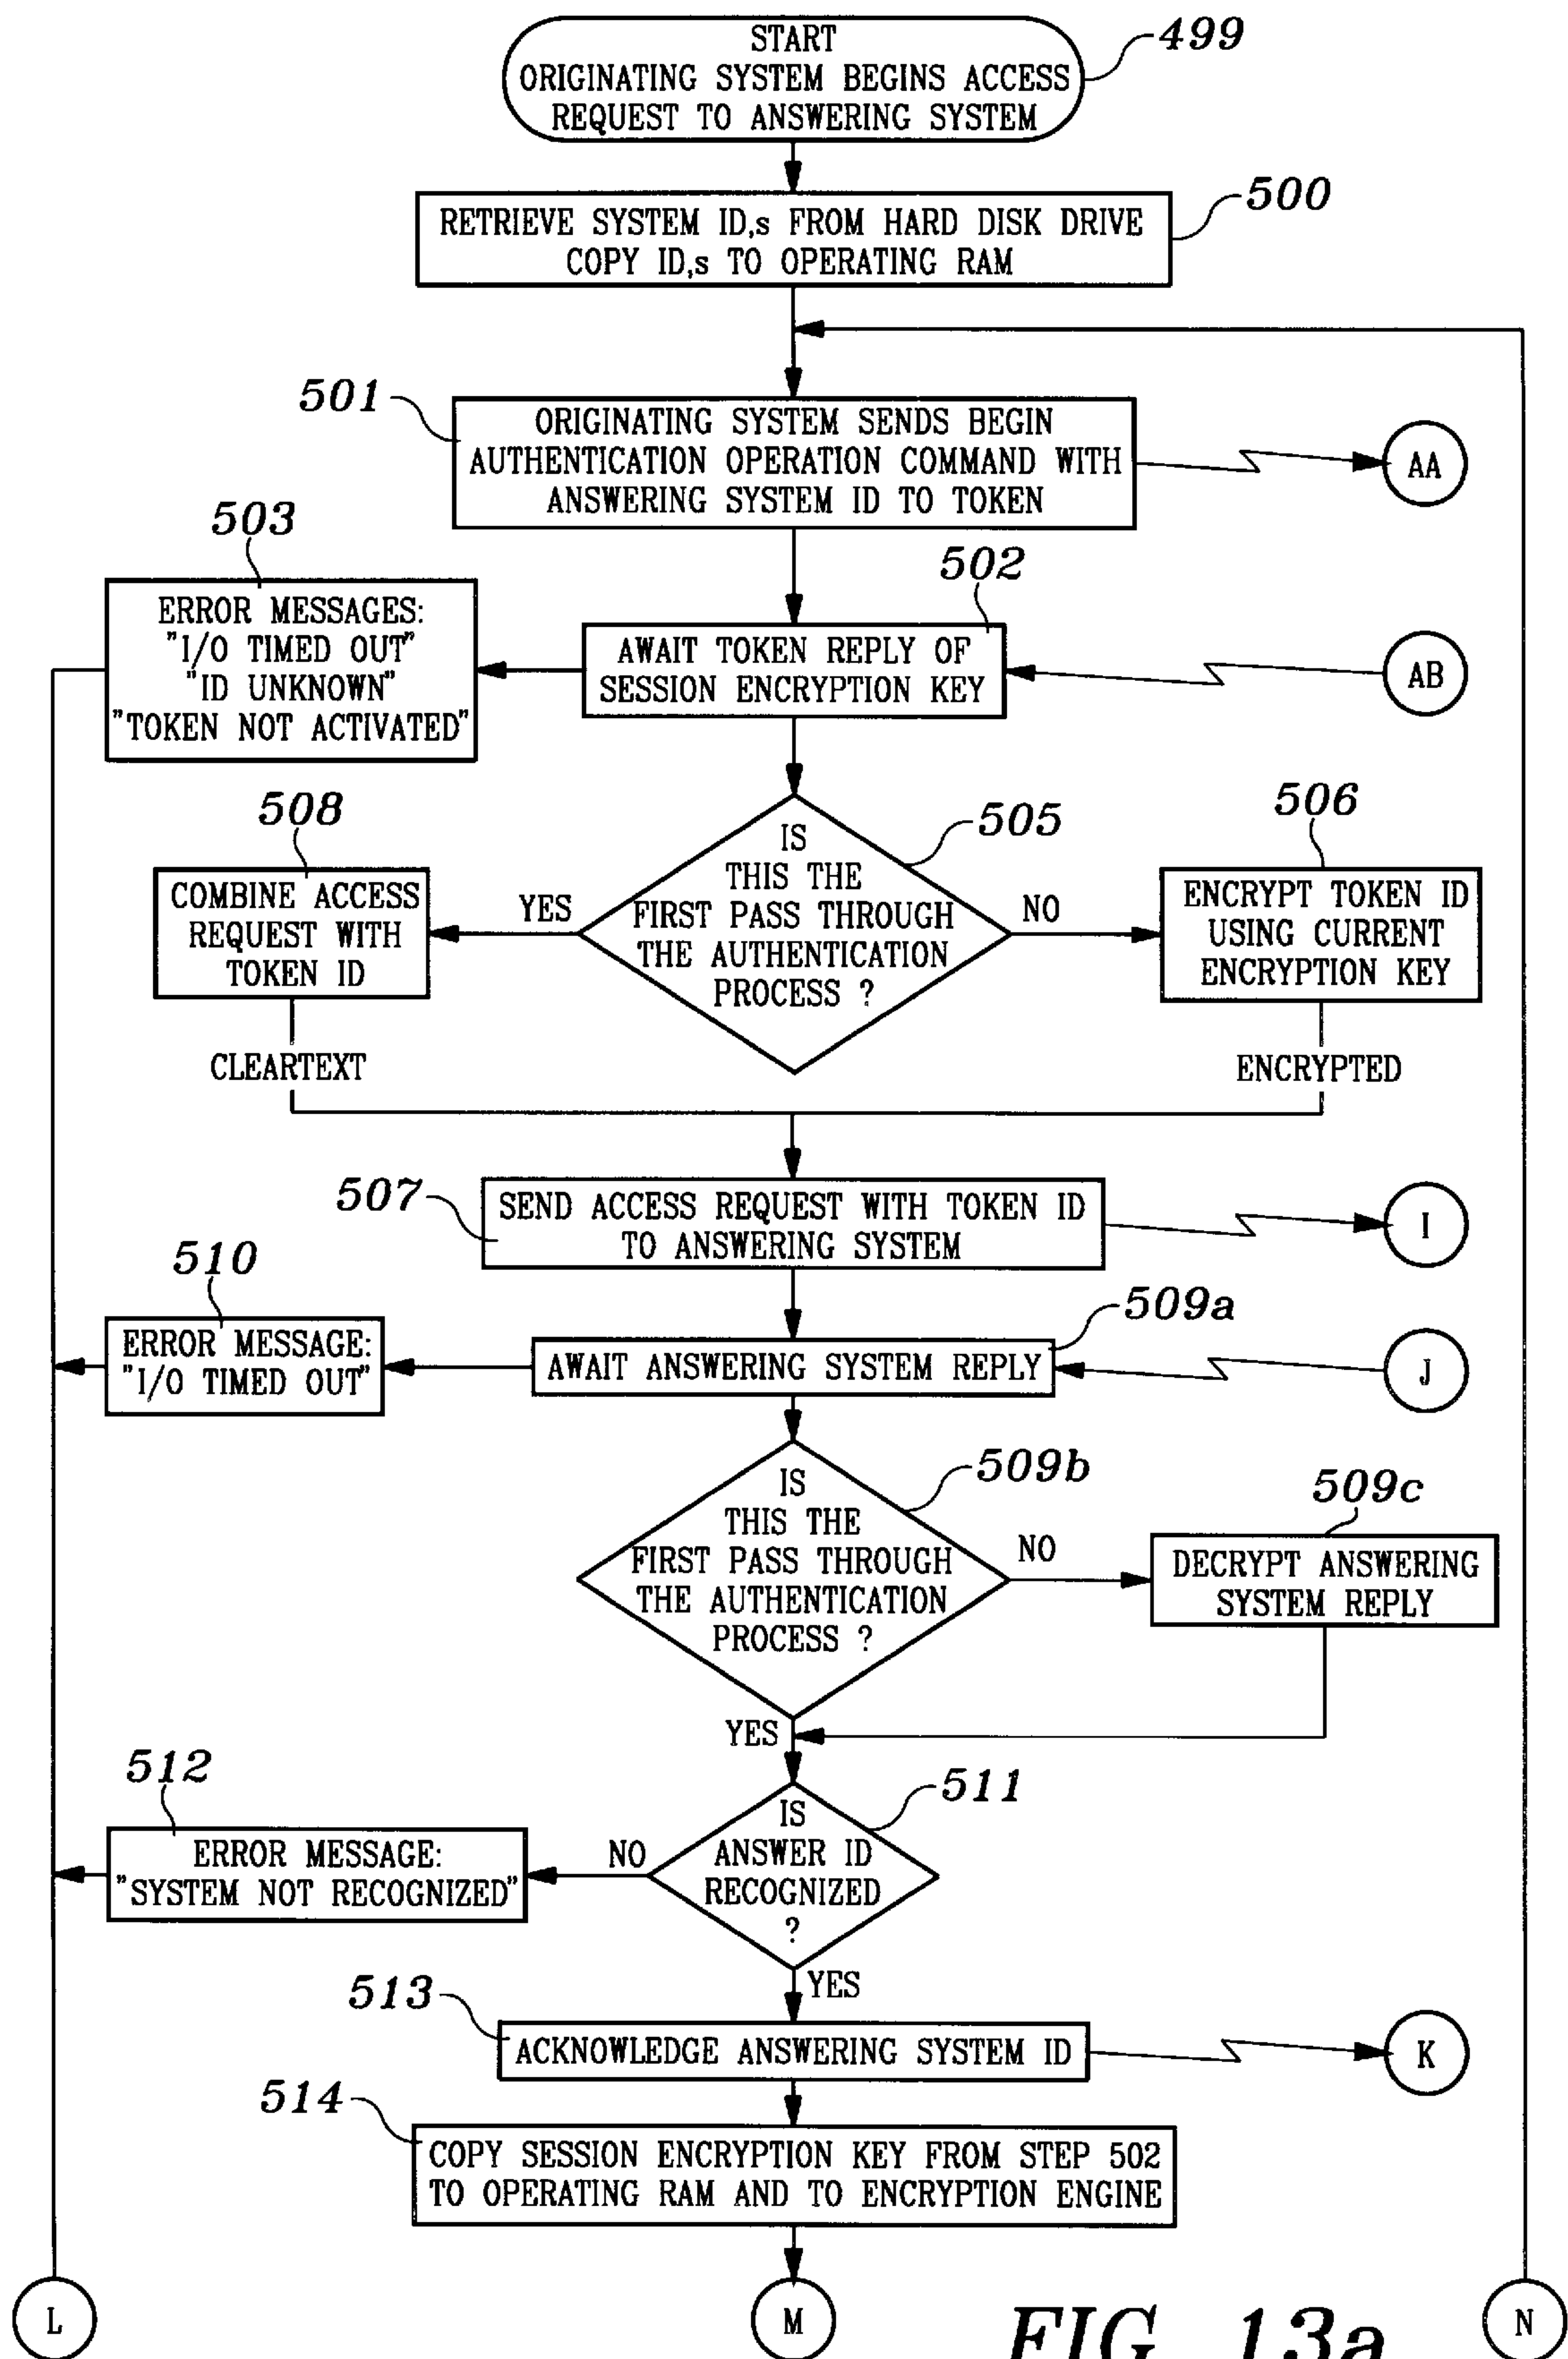 START
ORIGINATING SYSTEM BEGINS ACCESS
REQUEST TO ANSWERING SYSTEM
499
RETRIEVE SYSTEM ID,s FROM HARD DISK DRIVE
COPY ID,s TO OPERATING RAM
500
501
ORIGINATING SYSTEM SENDS BEGIN
AUTHENTICATION OPERATION COMMAND WITH
ANSWERING SYSTEM ID TO TOKEN
AA
503
ERROR MESSAGES:
"I/O TIMED OUT"
"ID UNKNOWN"
"TOKEN NOT ACTIVATED"
502
AWAIT TOKEN REPLY OF
SESSION ENCRYPTION KEY
AB
508
COMBINE ACCESS
REQUEST WITH
TOKEN ID
YES
IS
THIS THE
FIRST PASS THROUGH
THE AUTHENTICATION
PROCESS ?
505
NO
506
ENCRYPT TOKEN ID
USING CURRENT
ENCRYPTION KEY
CLEARTEXT
ENCRYPTED
507
SEND ACCESS REQUEST WITH TOKEN ID
TO ANSWERING SYSTEM
I
510
ERROR MESSAGE:
"I/O TIMED OUT"
509a
AWAIT ANSWERING SYSTEM REPLY
J
IS
THIS THE
FIRST PASS THROUGH
THE AUTHENTICATION
PROCESS ?
509b
NO
509c
DECRYPT ANSWERING
SYSTEM REPLY
YES
512
ERROR MESSAGE:
"SYSTEM NOT RECOGNIZED"
NO
IS
ANSWER ID
RECOGNIZED
?
511
YES
513
ACKNOWLEDGE ANSWERING SYSTEM ID
K
514
COPY SESSION ENCRYPTION KEY FROM STEP 502
TO OPERATING RAM AND TO ENCRYPTION ENGINE
L
M
N
FIG. 13a